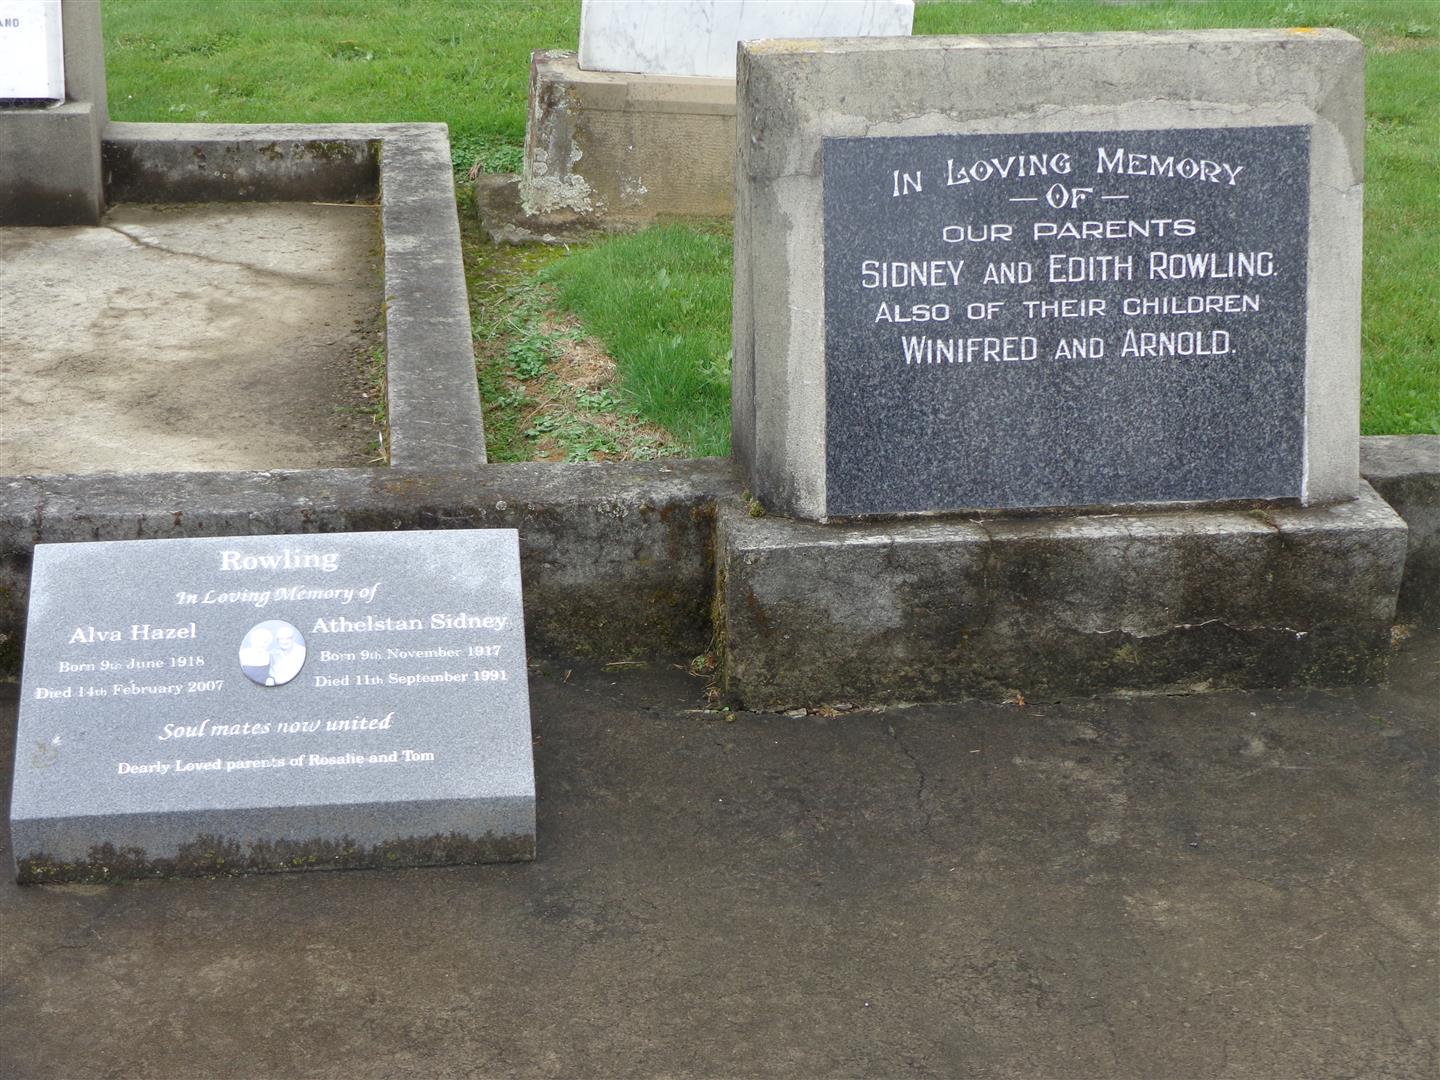 AND
IN LOVING MEMORY
— OF —
OUR PARENTS
SIDNEY AND EDITH ROWLING.
ALSO OF THEIR CHILDREN
WINIFRED AND ARNOLD.
Rowling
In Loving Memory of
Alva Hazel
Born 9th June 1918
Died 14th February 2007
Athelstan Sidney
Born 9th November 1917
Died 11th September 1991
Soul mates now united
Dearly Loved parents of Rosalie and Tom